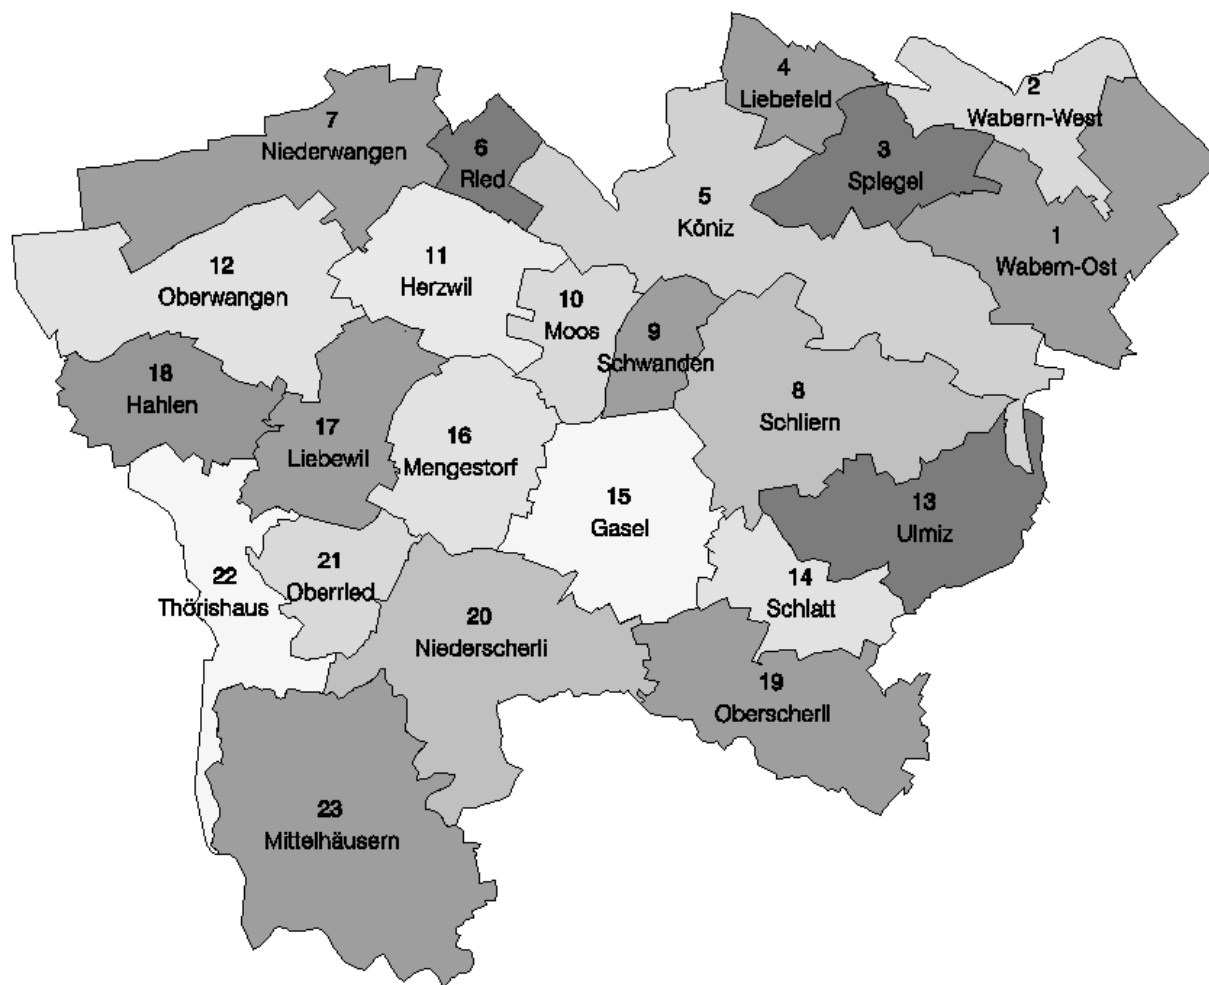 4
Liebefeld
2
Wabern-West
7
Niederwangen
6
Ried
3
Spiegel
5
Köniz
1
Wabern-Ost
12
Oberwangen
11
Herzwil
10
Moos
9
Schwanden
18
Hahlen
8
Schliern
17
Liebewil
16
Mengestorf
15
Gasel
13
Ulmiz
22
Thörishaus
21
Oberried
14
Schlatt
20
Niederscherli
19
Oberscherli
23
Mittelhäusern